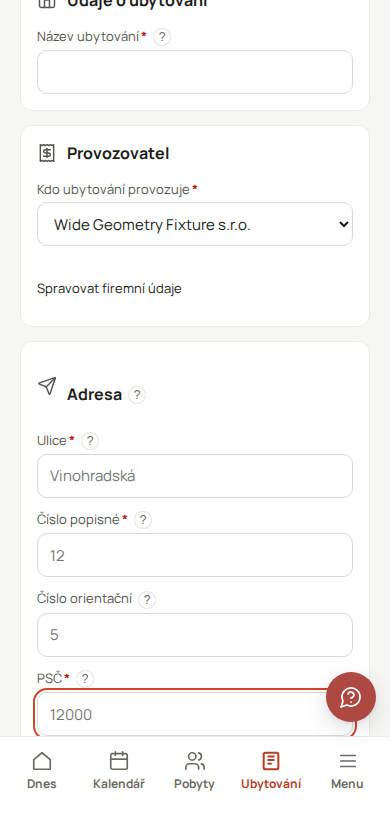 Údaje o ubytování
Název ubytování* ?
Provozovatel
Kdo ubytování provozuje*
Wide Geometry Fixture s.r.o.
Spravovat firemní údaje
Adresa ?
Ulice* ?
Vinohradská
Číslo popisné* ?
12
Číslo orientační ?
5
PSČ* ?
12000
Dnes Kalendář Pobyty Ubytování Menu